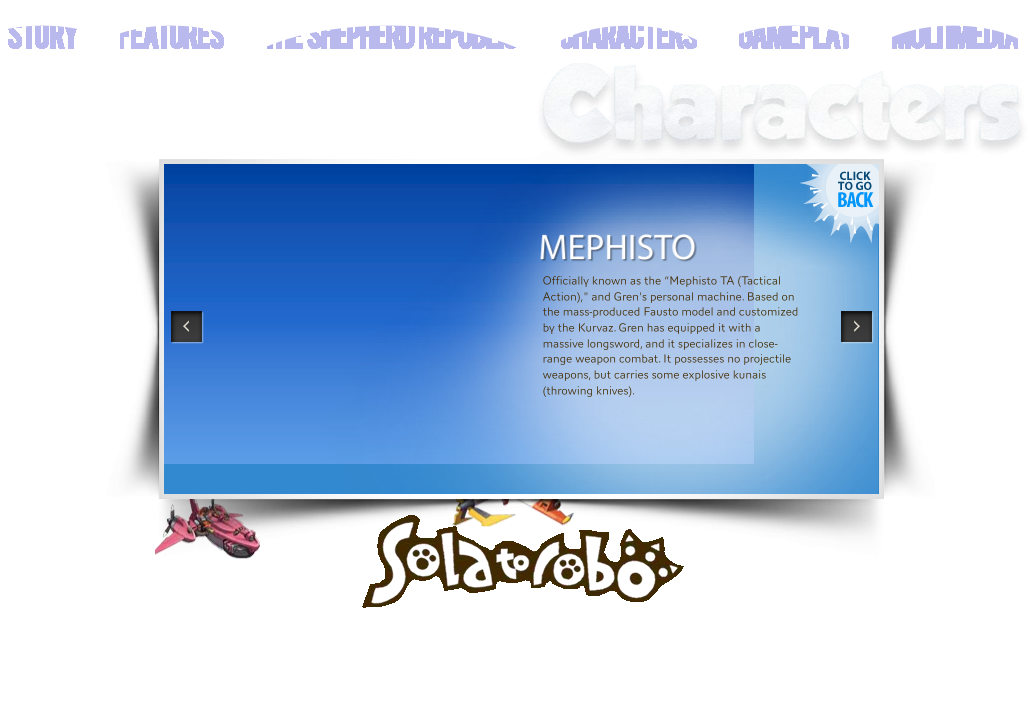 STORY FEATURES THE SHEPHERD REPUBLIC CHARACTERS GAMEPLAY MULTIMEDIA
Characters
CLICK
TO GO
BACK
MEPHISTO
Officially known as the “Mephisto TA (Tactical
Action),” and Gren’s personal machine. Based on
the mass-produced Fausto model and customized
by the Kurvaz. Gren has equipped it with a
massive longsword, and it specializes in close-
range weapon combat. It possesses no projectile
weapons, but carries some explosive kunais
(throwing knives).
Solatorobo